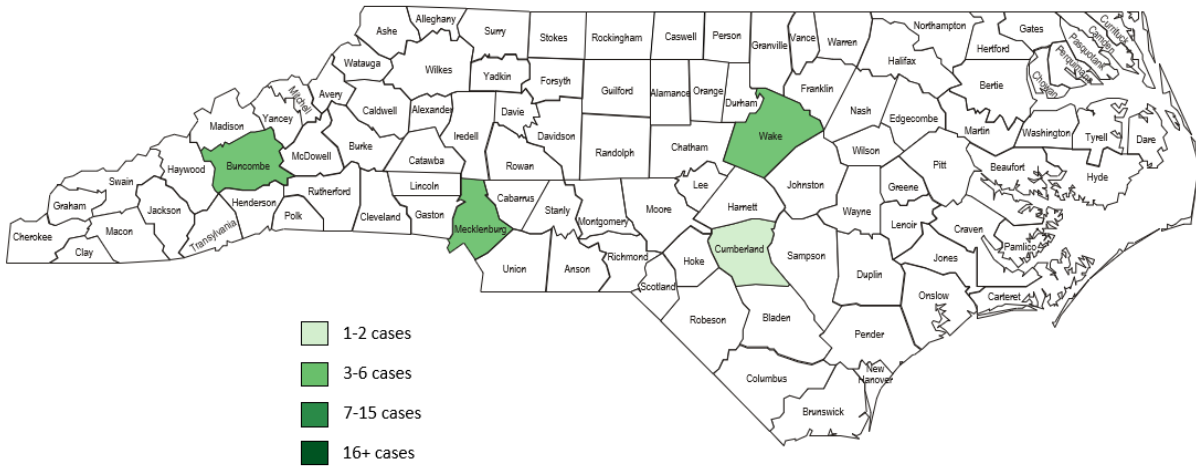 Ashe
Alleghany
Surry
Stokes
Rockingham
Caswell
Person
Granville
Vance
Warren
Northampton
Gates
Currituck
Camden
Pasquotank
Perquimans
Chowan
Hertford
Halifax
Bertie
Watauga
Wilkes
Yadkin
Forsyth
Guilford
Alamance
Orange
Durham
Franklin
Nash
Edgecombe
Martin
Washington
Tyrell
Dare
Mitchell
Avery
Caldwell
Alexander
Iredell
Davie
Davidson
Randolph
Chatham
Wake
Wilson
Pitt
Beaufort
Hyde
Madison
Yancey
Burke
Catawba
Rowan
Haywood
Buncombe
McDowell
Swain
Graham
Jackson
Henderson
Rutherford
Polk
Cleveland
Lincoln
Gaston
Cabarrus
Stanly
Montgomery
Moore
Lee
Harnett
Johnston
Wayne
Greene
Lenoir
Craven
Pamlico
Cherokee
Clay
Macon
Transylvania
Mecklenburg
Union
Anson
Richmond
Scotland
Hoke
Cumberland
Sampson
Duplin
Jones
Onslow
Carteret
Robeson
Bladen
Pender
Columbus
New
Hanover
Brunswick
1-2 cases
3-6 cases
7-15 cases
16+ cases